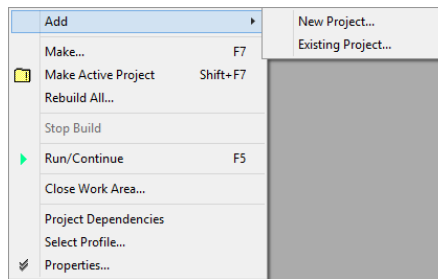 Add
New Project...
Existing Project...
Make... F7
Make Active Project Shift+F7
Rebuild All...
Stop Build
Run/Continue F5
Close Work Area...
Project Dependencies
Select Profile...
Properties...